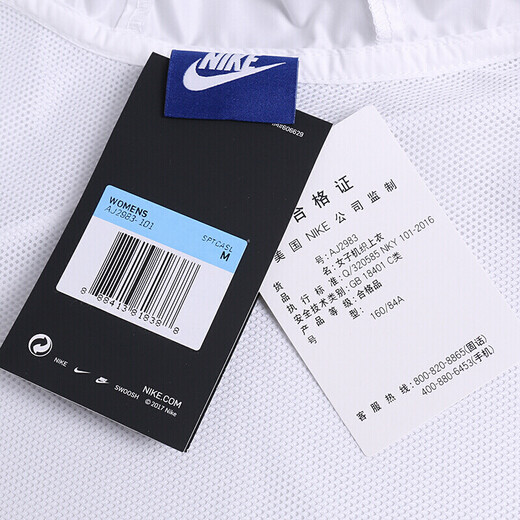 NIKE
A#606629
WOMENS
AJ2983-101
SPTCASL
M
NIKE
SWOOSH
NIKE.COM
© 2017 Nike
合格证
美国 NIKE 公司监制
货号: AJ2983
品名: 女子机织上衣
执行标准: Q/320585 NKY 101-2016
安全技术类别: GB 18401 C类
产品等级: 合格品
号型: 160/84A
客服热线: 800-820-8865(固话)
400-880-6453(手机)